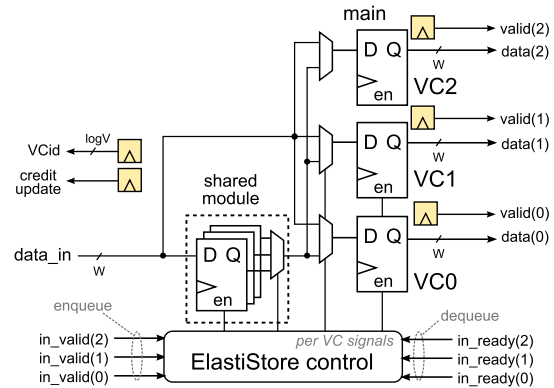 main
valid(2)
D Q
data(2)
W
en
VC2
valid(1)
logV
VCid
D Q
data(1)
W
credit
update
en
VC1
shared
module
valid(0)
D Q
data(0)
W
data_in
W
D Q
en
en
VC0
enqueue
dequeue
per VC signals
in_valid(2)
in_valid(1)
in_valid(0)
ElastiStore control
in_ready(2)
in_ready(1)
in_ready(0)